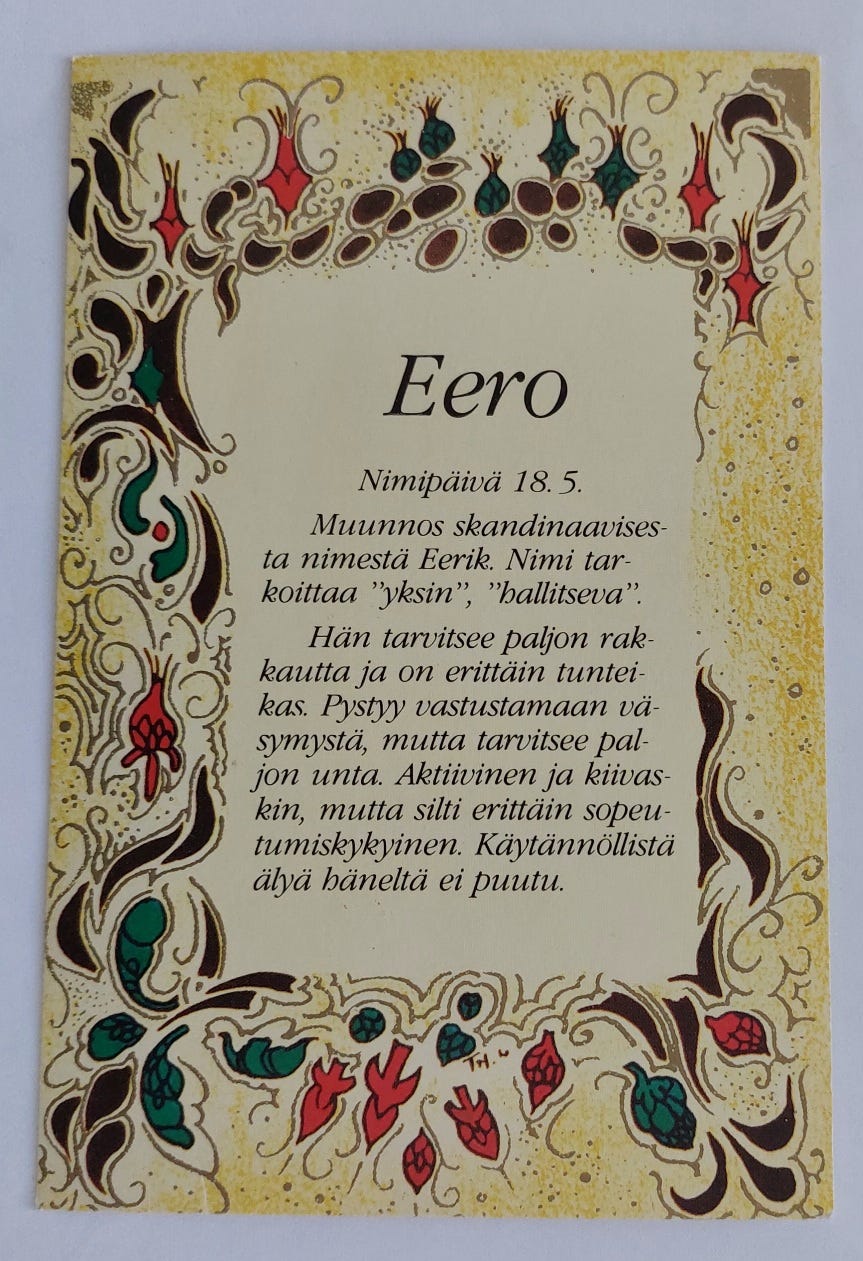 Eero
Nimipäivä 18.5.
Muunnos skandinaavises-
ta nimestä Eerik. Nimi tar-
koittaa ”yksin”, ”hallitseva”.
Hän tarvitsee paljon rak-
kautta ja on erittäin tuntei-
kas. Pystyy vastustamaan vä-
symystä, mutta tarvitsee pal-
jon unta. Aktiivinen ja kiivas-
kin, mutta silti erittäin sopeu-
tumiskykyinen. Käytännöllistä
älyä häneltä ei puutu.